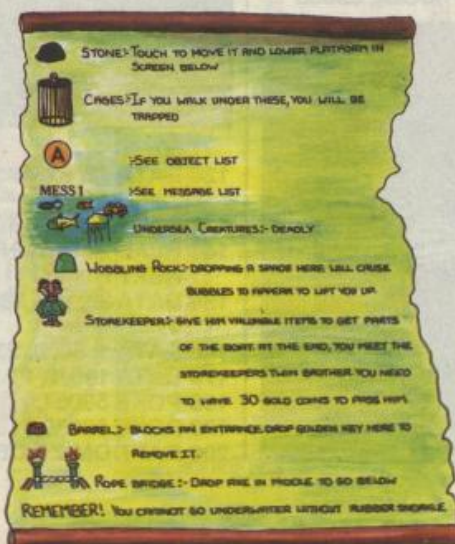 STONE:- TOUCH TO MOVE IT AND LOWER PLATFORM IN
SCREEN BELOW
CAGES:- IF YOU WALK UNDER THESE, YOU WILL BE
TRAPPED
A
:-SEE OBJECT LIST
MESS 1
:-SEE MESSAGE LIST
UNDERSEA CREATURES:- DEADLY
WOBBLING ROCK:- DROPPING A SPADE HERE WILL CAUSE
BUBBLES TO APPEAR TO LIFT YOU UP.
STOREKEEPER:- GIVE HIM VALUABLE ITEMS TO GET PARTS
OF THE BOAT. AT THE END, YOU MEET THE
STOREKEEPERS TWIN BROTHER YOU NEED
TO HAVE 30 GOLD COINS TO PASS HIM.
BARREL:- BLOCKS AN ENTRANCE. DROP GOLDEN KEY HERE TO
REMOVE IT.
ROPE BRIDGE:- DROP AXE IN MIDDLE TO GO BELOW
REMEMBER! YOU CANNOT GO UNDERWATER WITHOUT RUBBER SNORKLE